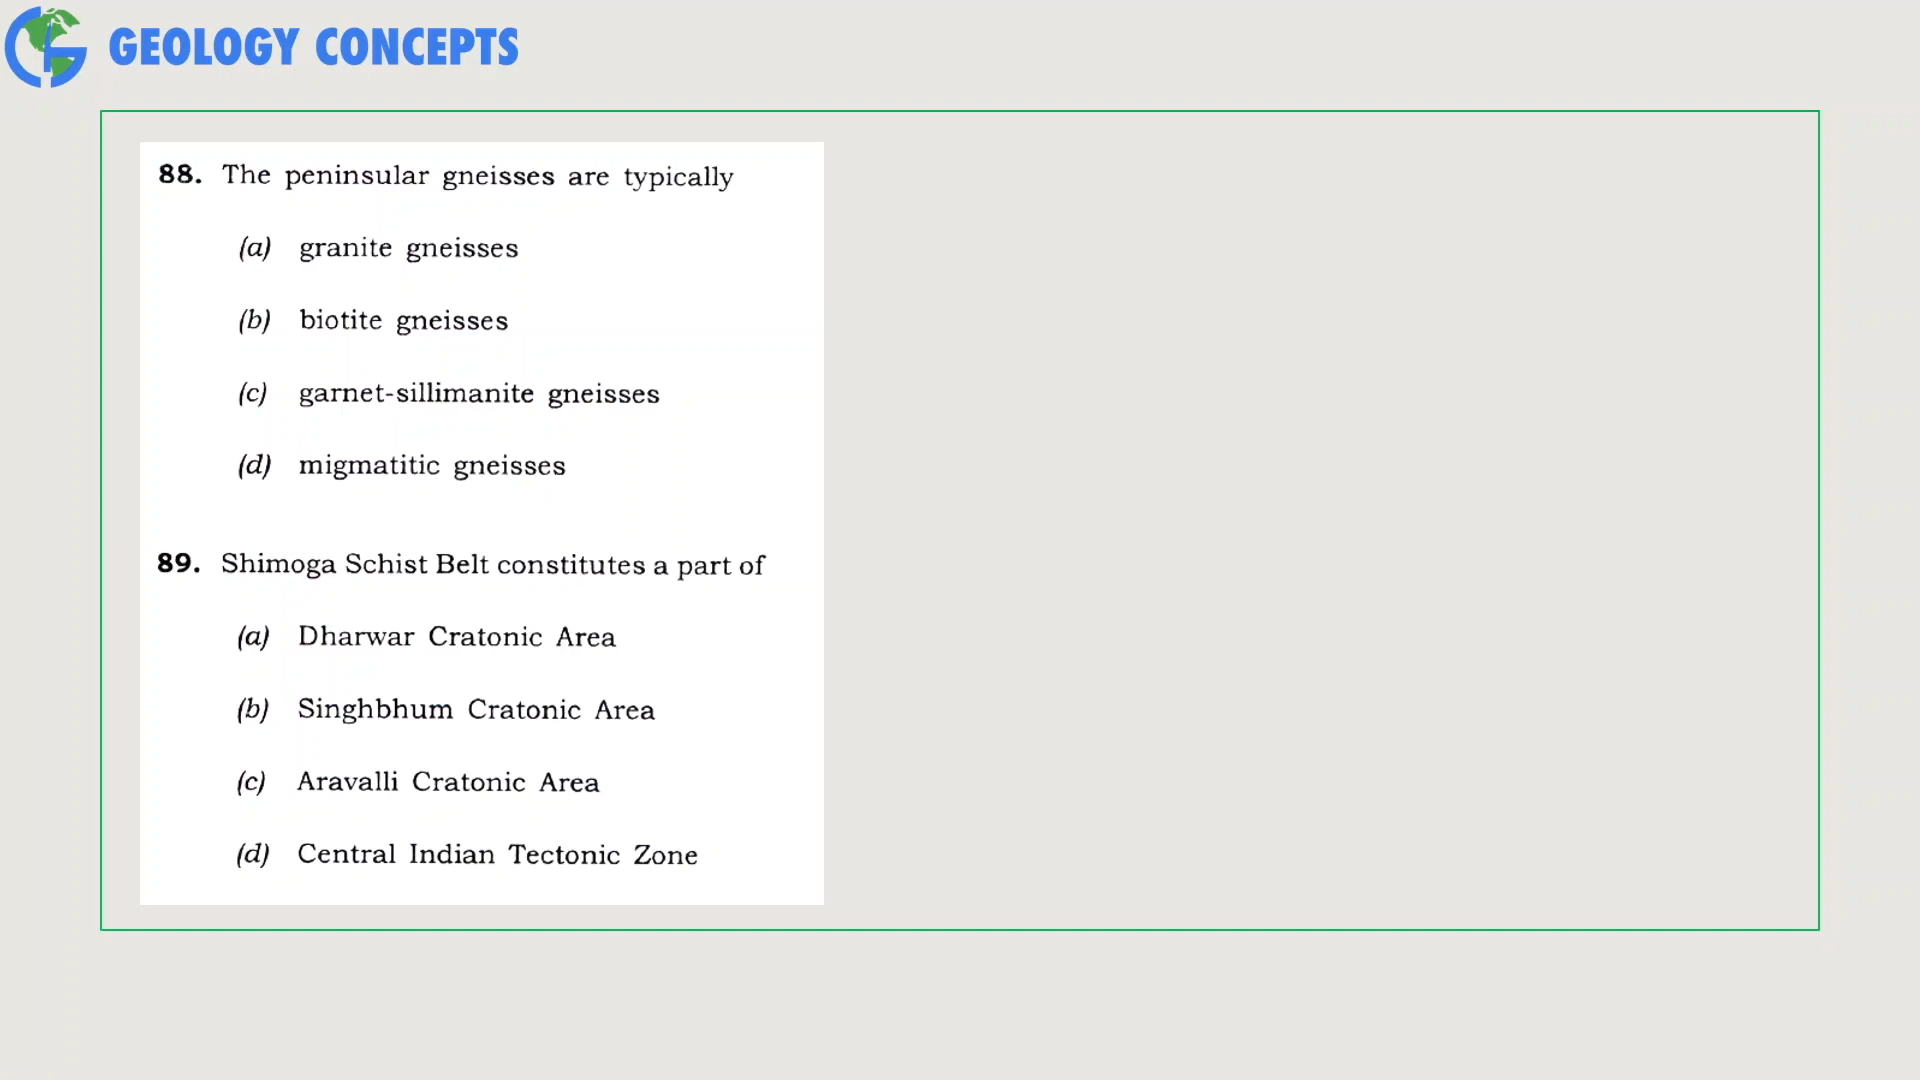 GEOLOGY CONCEPTS
88. The peninsular gneisses are typically
(a) granite gneisses
(b) biotite gneisses
(c) garnet-sillimanite gneisses
(d) migmatitic gneisses
89. Shimoga Schist Belt constitutes a part of
(a) Dharwar Cratonic Area
(b) Singhbhum Cratonic Area
(c) Aravalli Cratonic Area
(d) Central Indian Tectonic Zone